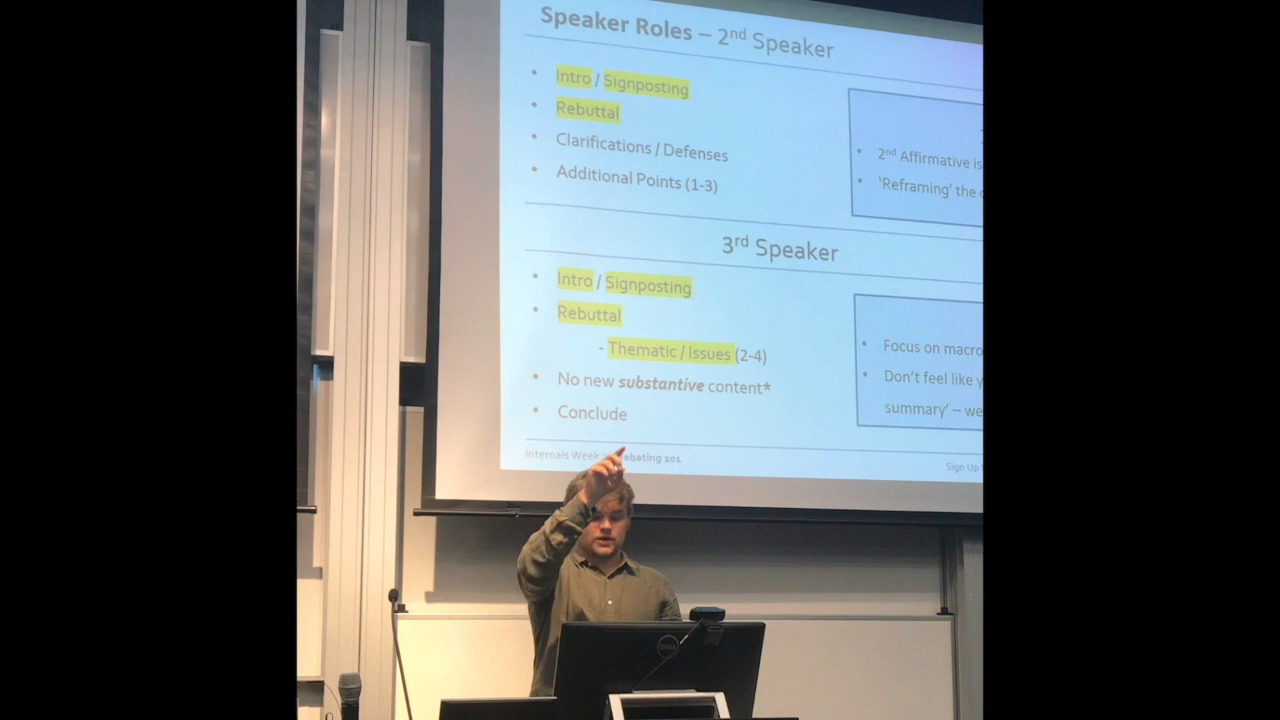 Speaker Roles – 2nd Speaker
• Intro / Signposting
• Rebuttal
• Clarifications / Defenses
• Additional Points (1-3)
• 2nd Affirmative is
• 'Reframing' the
3rd Speaker
• Intro / Signposting
• Rebuttal
- Thematic / Issues (2-4)
• No new substantive content*
• Conclude
• Focus on macro
• Don't feel like
summary' – we
Internals Week
ebating 101
Sign Up
DELL